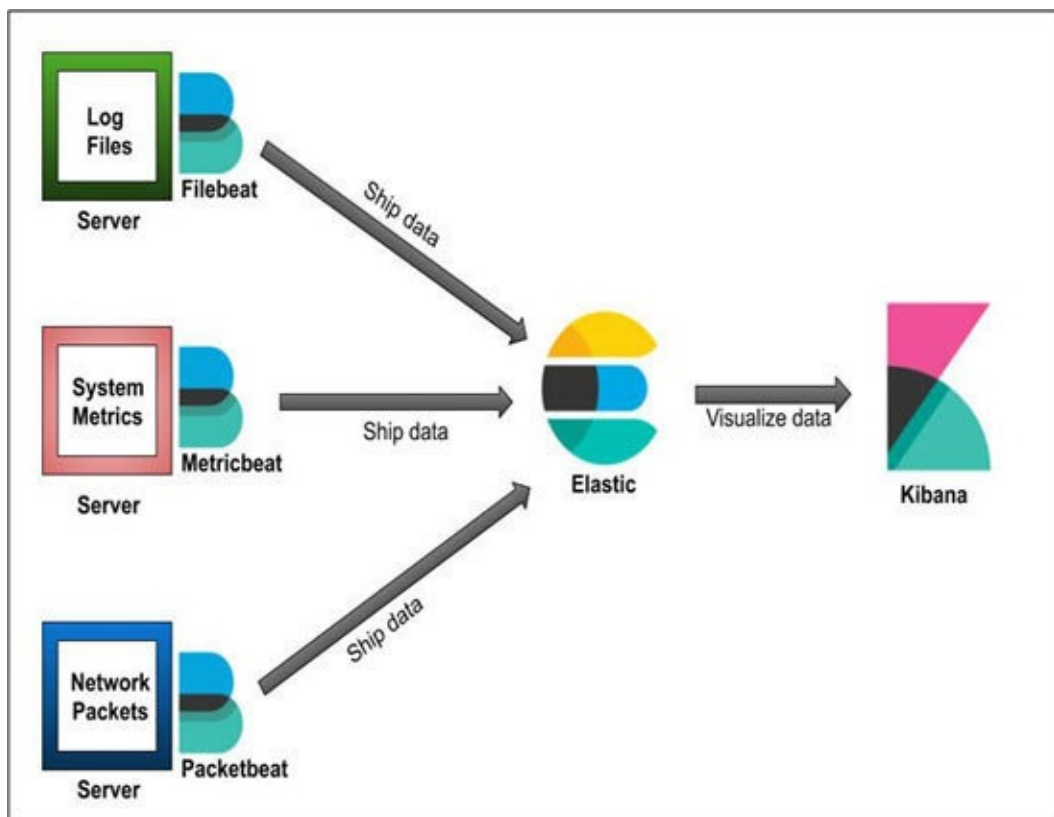 Log
Files
Filebeat
Server
Ship data
System
Metrics
Metricbeat
Server
Ship data
Network
Packets
Packetbeat
Server
Ship data
Elastic
Visualize data
Kibana